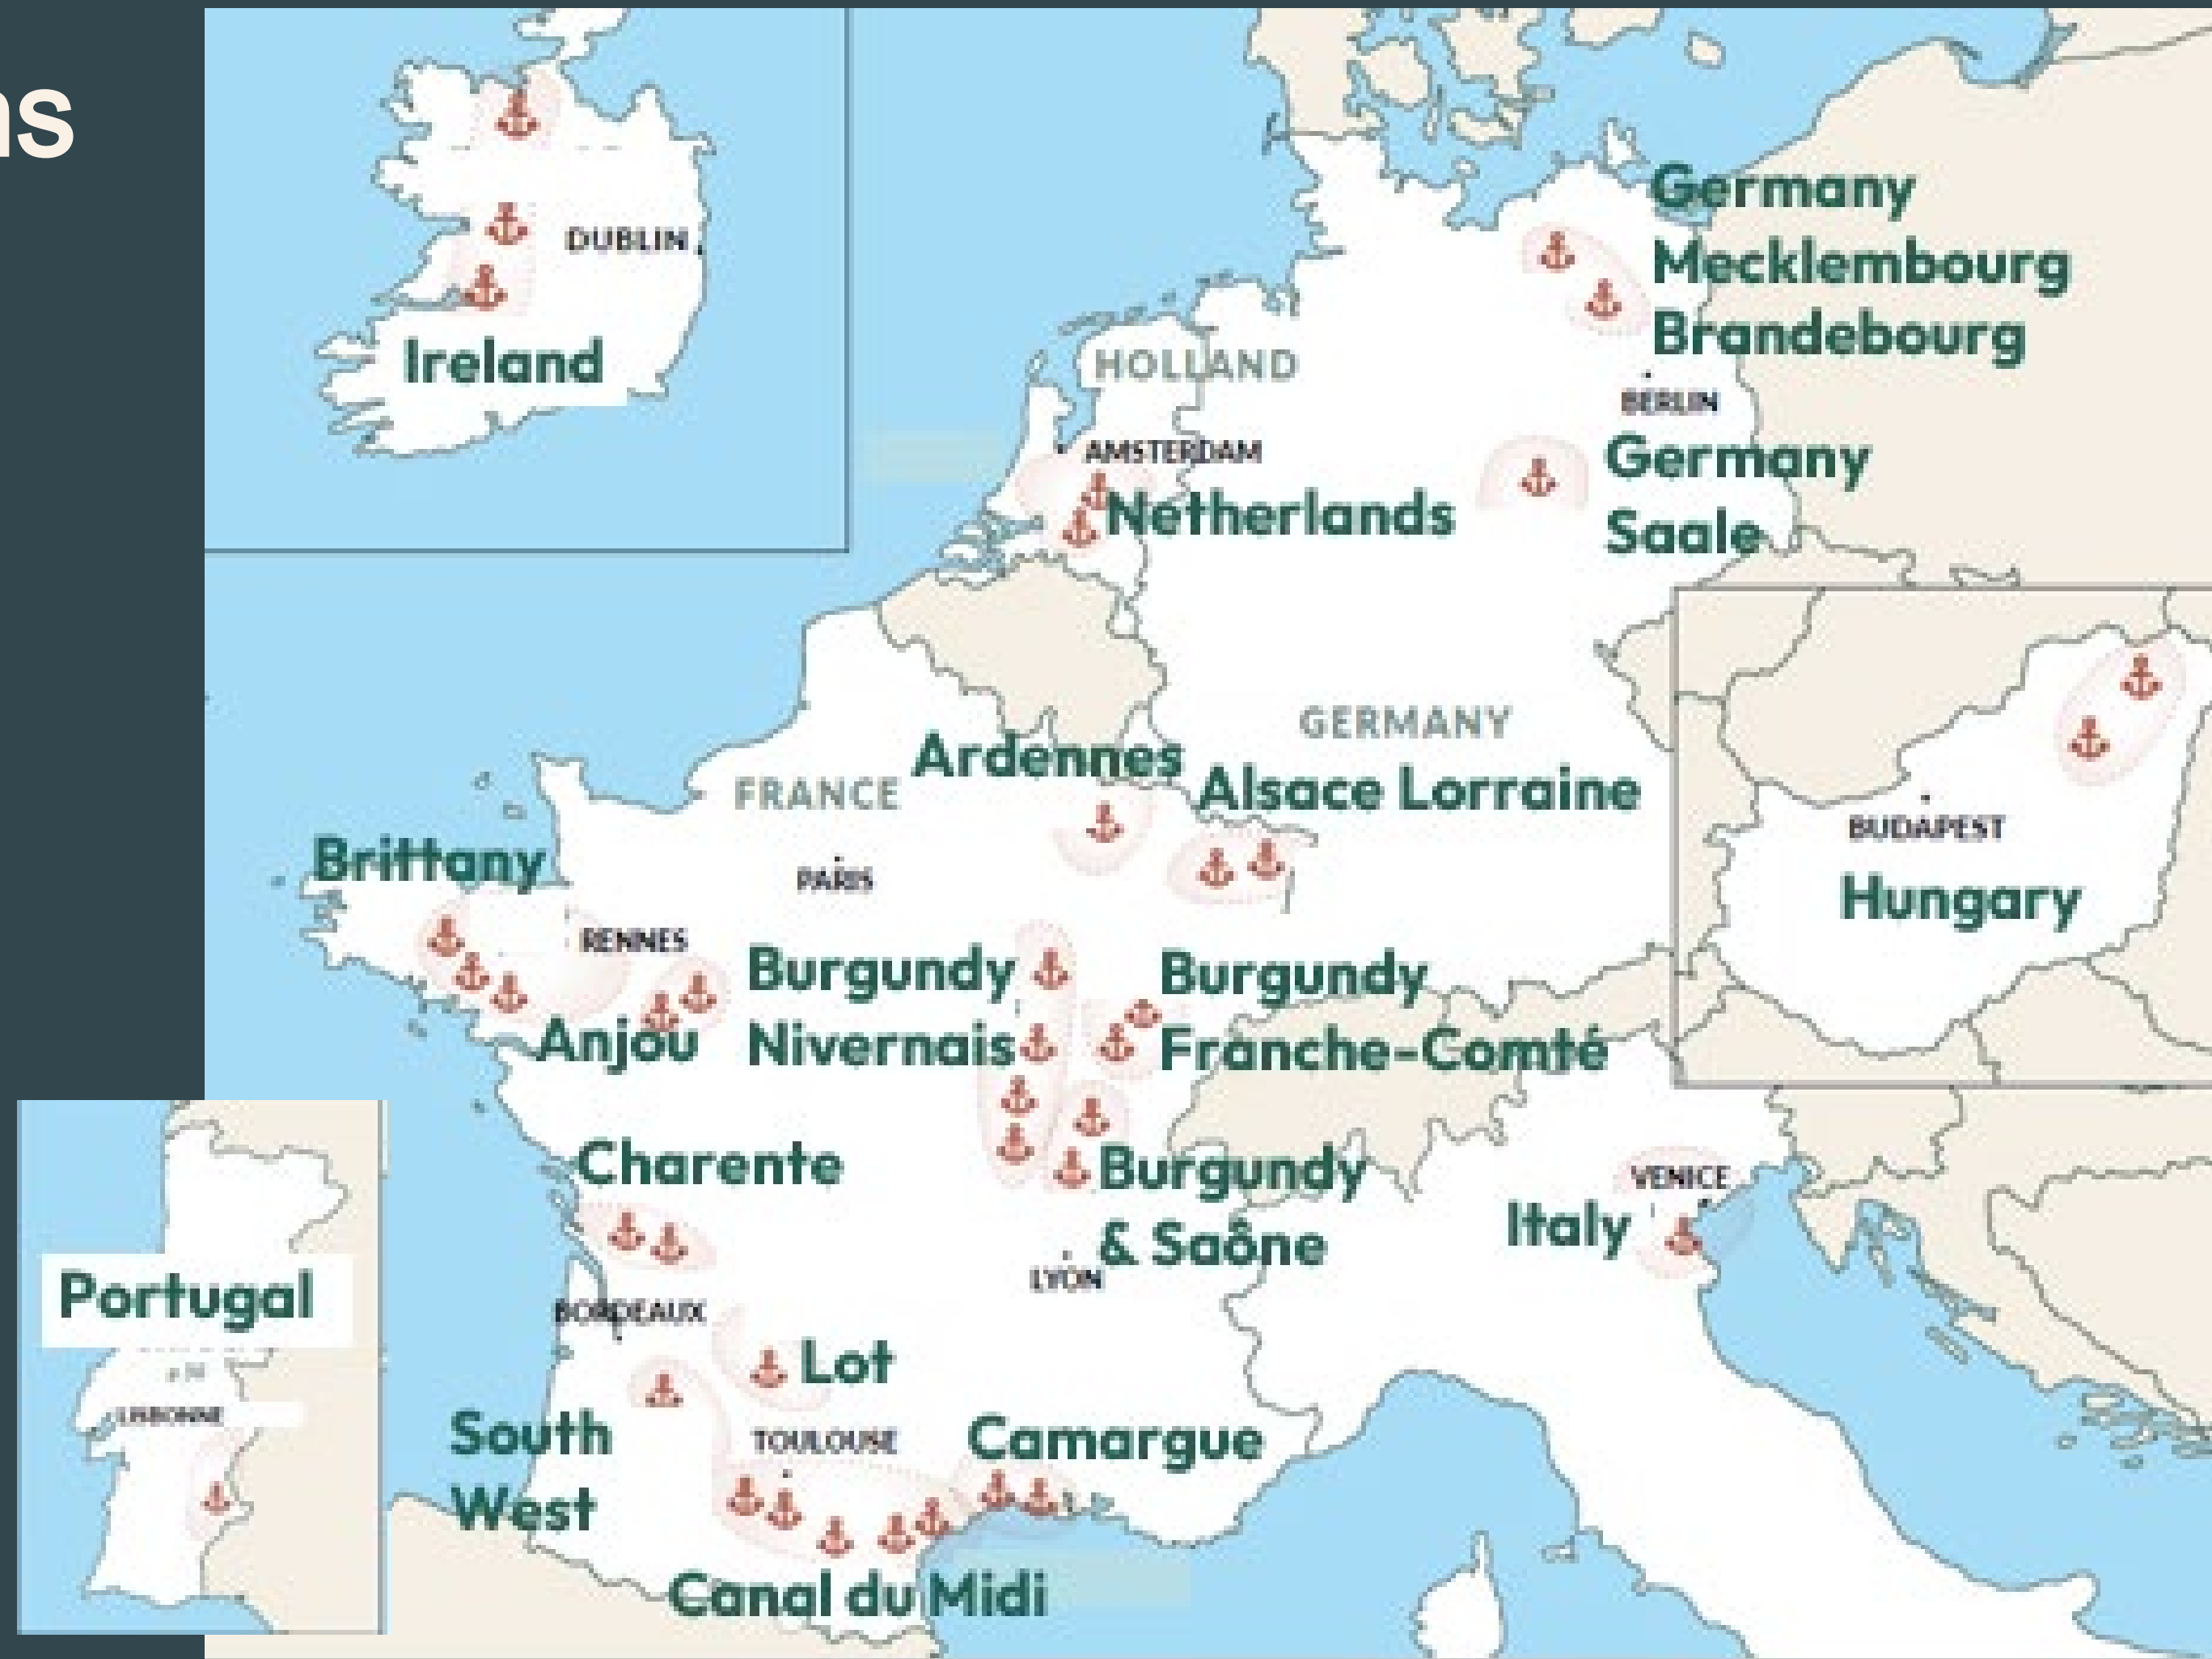 ns
DUBLIN
Ireland
Germany
Mecklembourg
Brandebourg
HOLLAND
BERLIN
AMSTERDAM
Germany
Saale
Netherlands
GERMANY
Ardennes
Alsace Lorraine
FRANCE
BUDAPEST
Hungary
Brittany
PARIS
RENNES
Burgundy
Nivernais
Burgundy
Franche-Comté
Anjou
Charente
Burgundy
& Saône
VENICE
Italy
LYON
Portugal
BORDEAUX
Lot
LISBONNE
South
West
TOULOUSE
Camargue
Canal du Midi